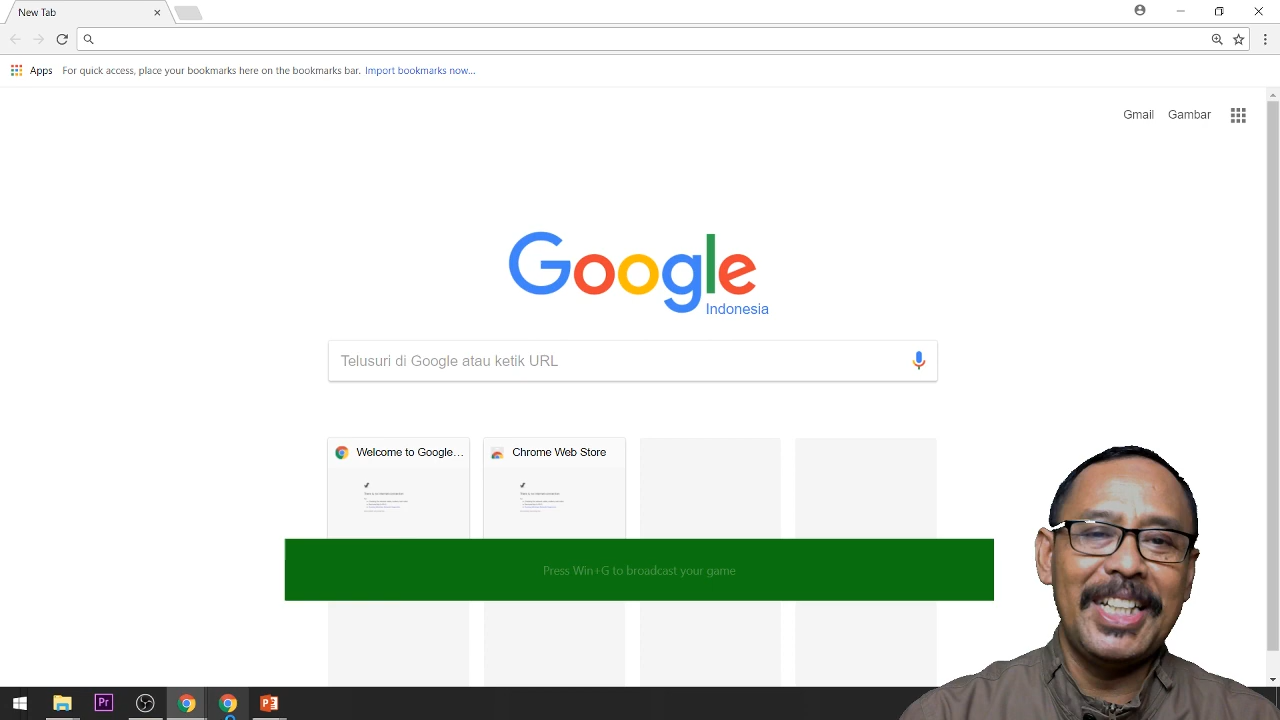 New Tab
Apps For quick access, place your bookmarks here on the bookmarks bar. Import bookmarks now...
Gmail Gambar
Google
Indonesia
Telusuri di Google atau ketik URL
Welcome to Google... Chrome Web Store
Press Win+G to broadcast your game
Pr